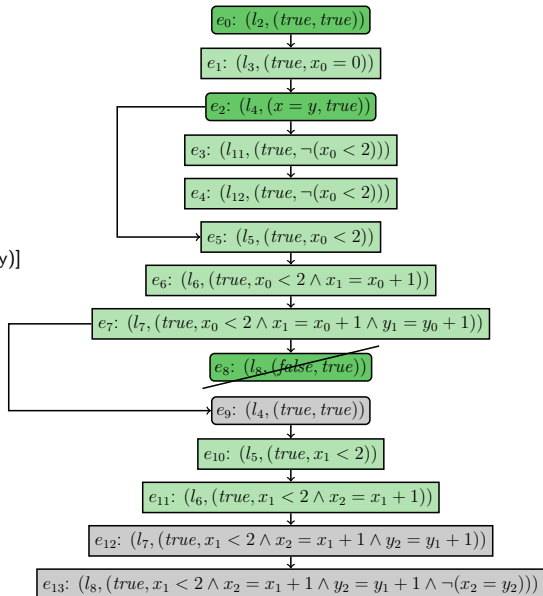 e₀: (l₂, (true, true))
e₁: (l₃, (true, x₀ = 0))
e₂: (l₄, (x = y, true))
e₃: (l₁₁, (true, ¬(x₀ < 2)))
e₄: (l₁₂, (true, ¬(x₀ < 2)))
e₅: (l₅, (true, x₀ < 2))
y)]
e₆: (l₆, (true, x₀ < 2 ∧ x₁ = x₀ + 1))
e₇: (l₇, (true, x₀ < 2 ∧ x₁ = x₀ + 1 ∧ y₁ = y₀ + 1))
e₈: (l₈, (false, true))
e₉: (l₄, (true, true))
e₁₀: (l₅, (true, x₁ < 2))
e₁₁: (l₆, (true, x₁ < 2 ∧ x₂ = x₁ + 1))
e₁₂: (l₇, (true, x₁ < 2 ∧ x₂ = x₁ + 1 ∧ y₂ = y₁ + 1))
e₁₃: (l₈, (true, x₁ < 2 ∧ x₂ = x₁ + 1 ∧ y₂ = y₁ + 1 ∧ ¬(x₂ = y₂)))